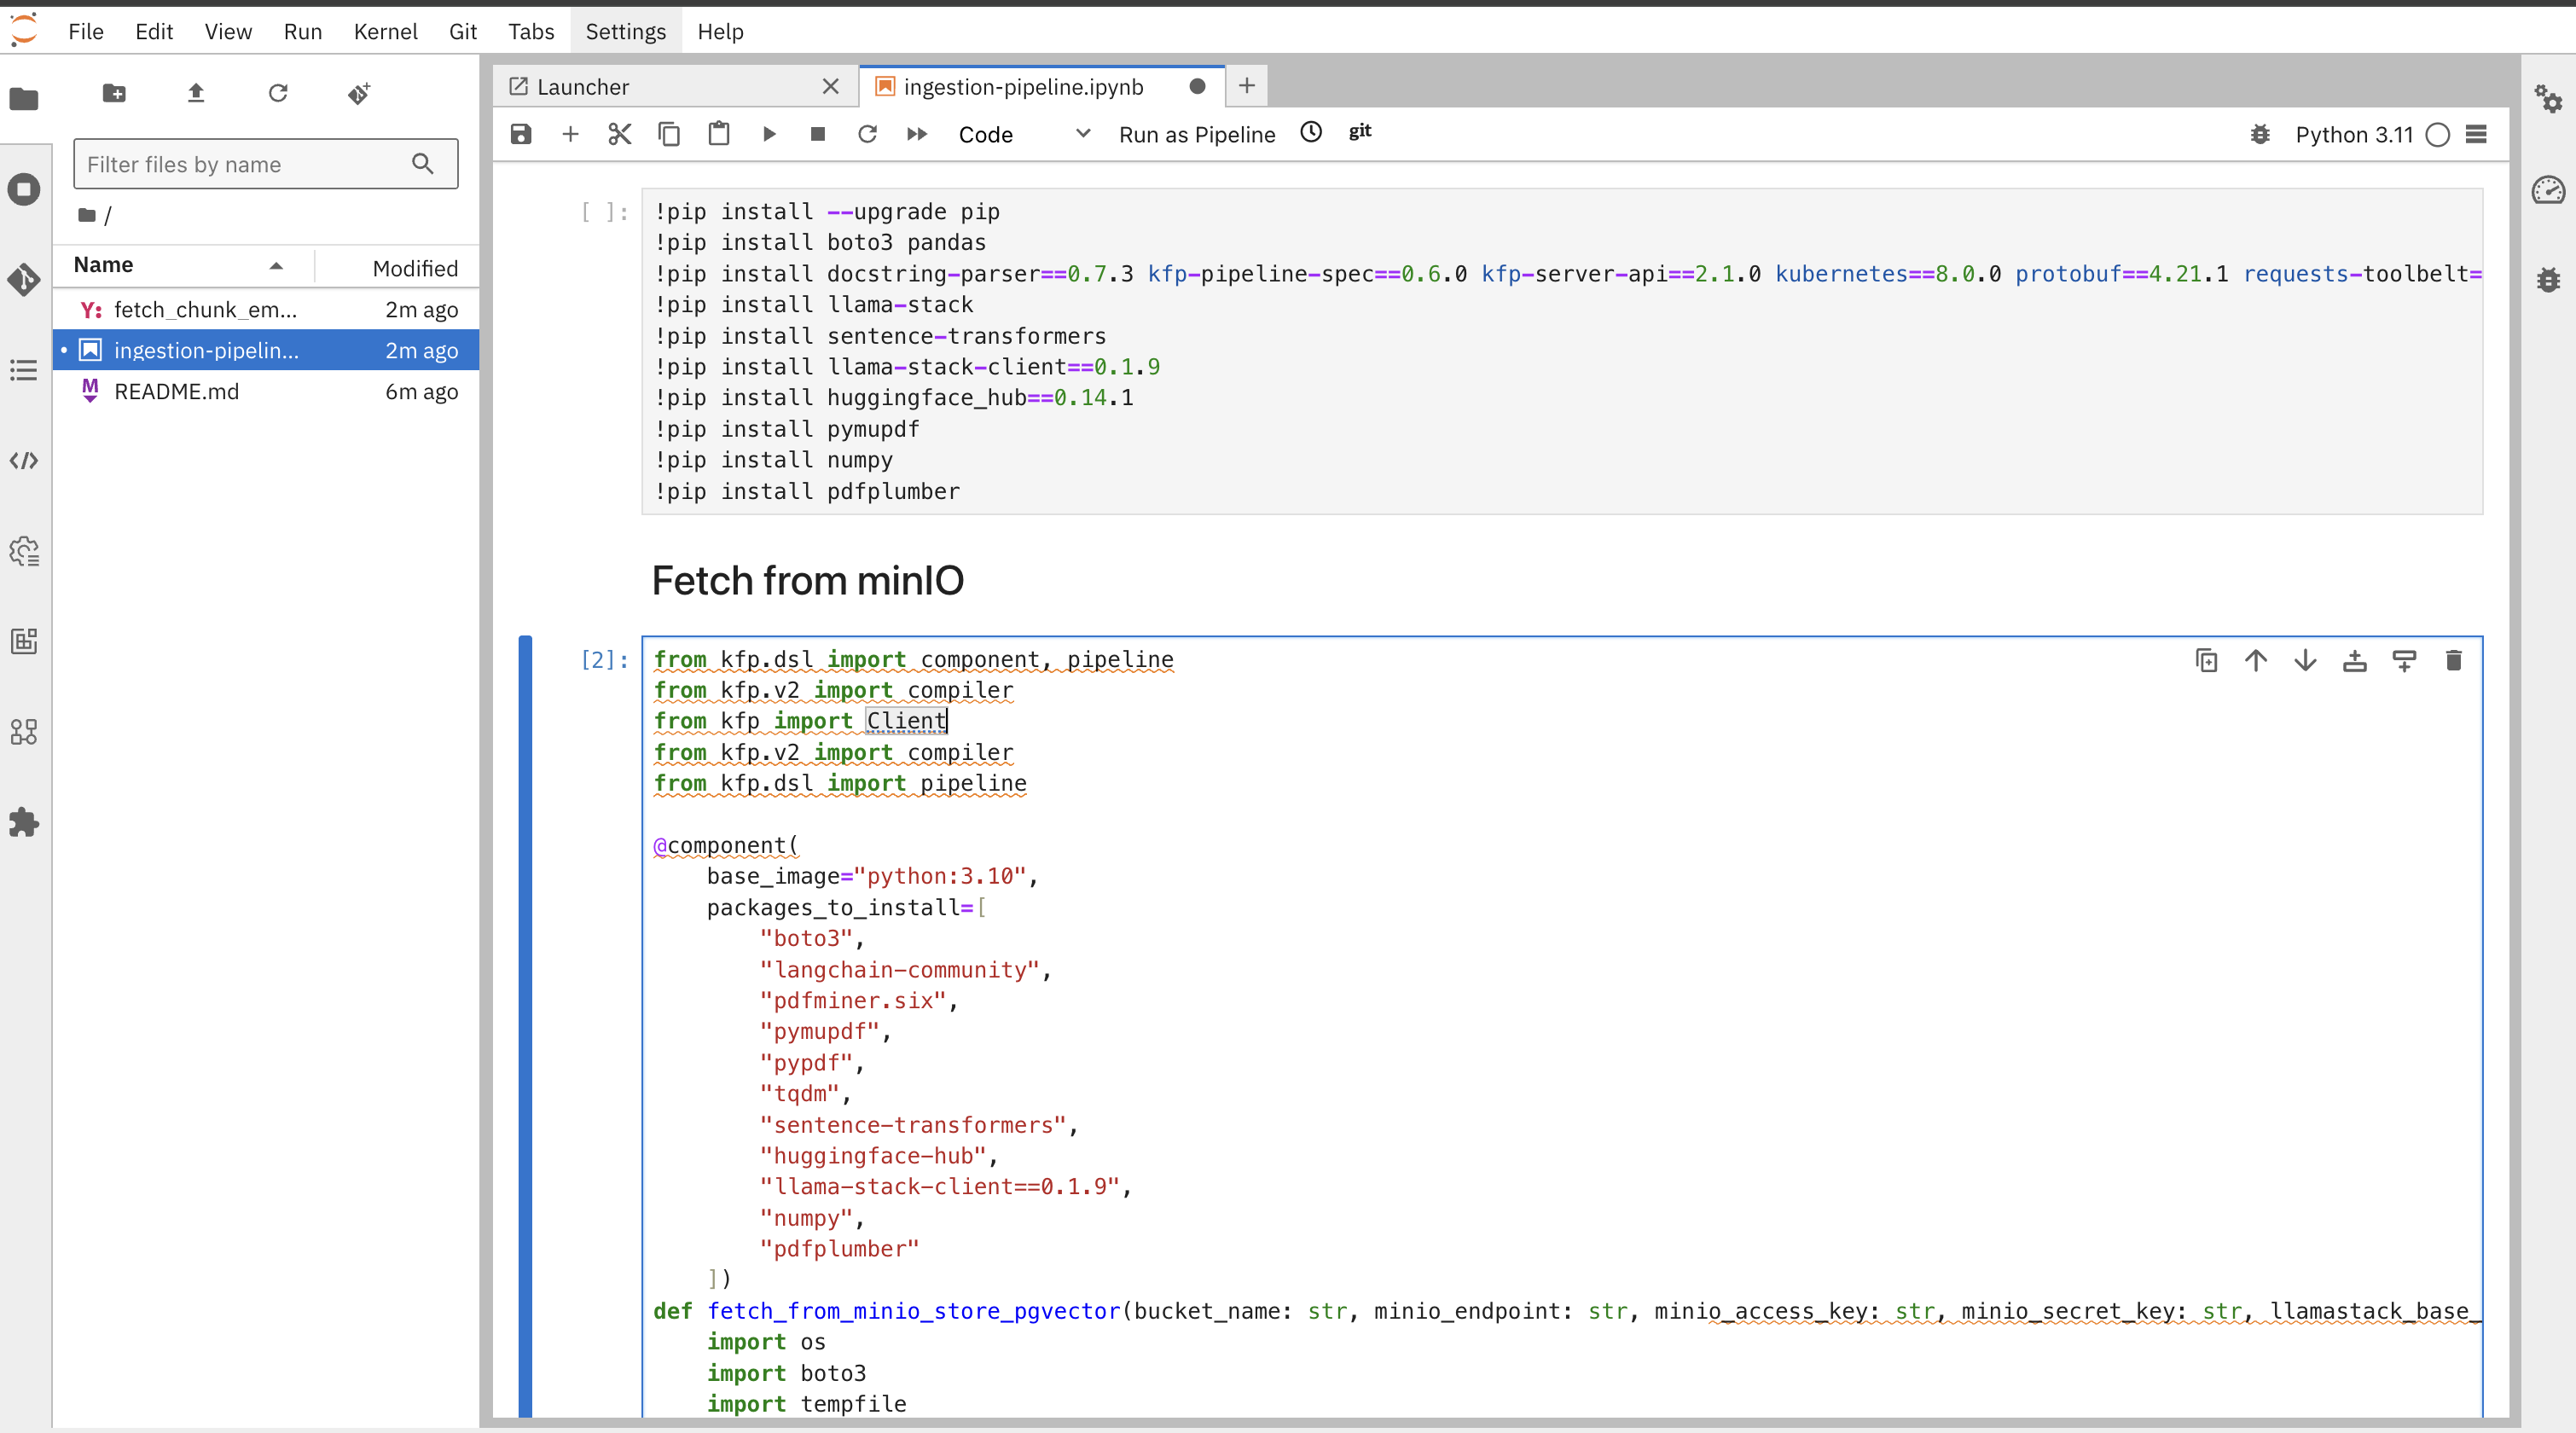 File Edit View Run Kernel Git Tabs Settings Help
Filter files by name
/
Name Modified
Y: fetch_chunk_em... 2m ago
ingestion-pipelin... 2m ago
M README.md 6m ago
Launcher
ingestion-pipeline.ipynb
Code Run as Pipeline git Python 3.11
[ ]:
!pip install --upgrade pip
!pip install boto3 pandas
!pip install docstring-parser==0.7.3 kfp-pipeline-spec==0.6.0 kfp-server-api==2.1.0 kubernetes==8.0.0 protobuf==4.21.1 requests-toolbelt=
!pip install llama-stack
!pip install sentence-transformers
!pip install llama-stack-client==0.1.9
!pip install huggingface_hub==0.14.1
!pip install pymupdf
!pip install numpy
!pip install pdfplumber
Fetch from minIO
[2]:
from kfp.dsl import component, pipeline
from kfp.v2 import compiler
from kfp import Client
from kfp.v2 import compiler
from kfp.dsl import pipeline
@component(
    base_image="python:3.10",
    packages_to_install=[
        "boto3",
        "langchain-community",
        "pdfminer.six",
        "pymupdf",
        "pypdf",
        "tqdm",
        "sentence-transformers",
        "huggingface-hub",
        "llama-stack-client==0.1.9",
        "numpy",
        "pdfplumber"
    ])
def fetch_from_minio_store_pgvector(bucket_name: str, minio_endpoint: str, minio_access_key: str, minio_secret_key: str, llamastack_base_
    import os
    import boto3
    import tempfile